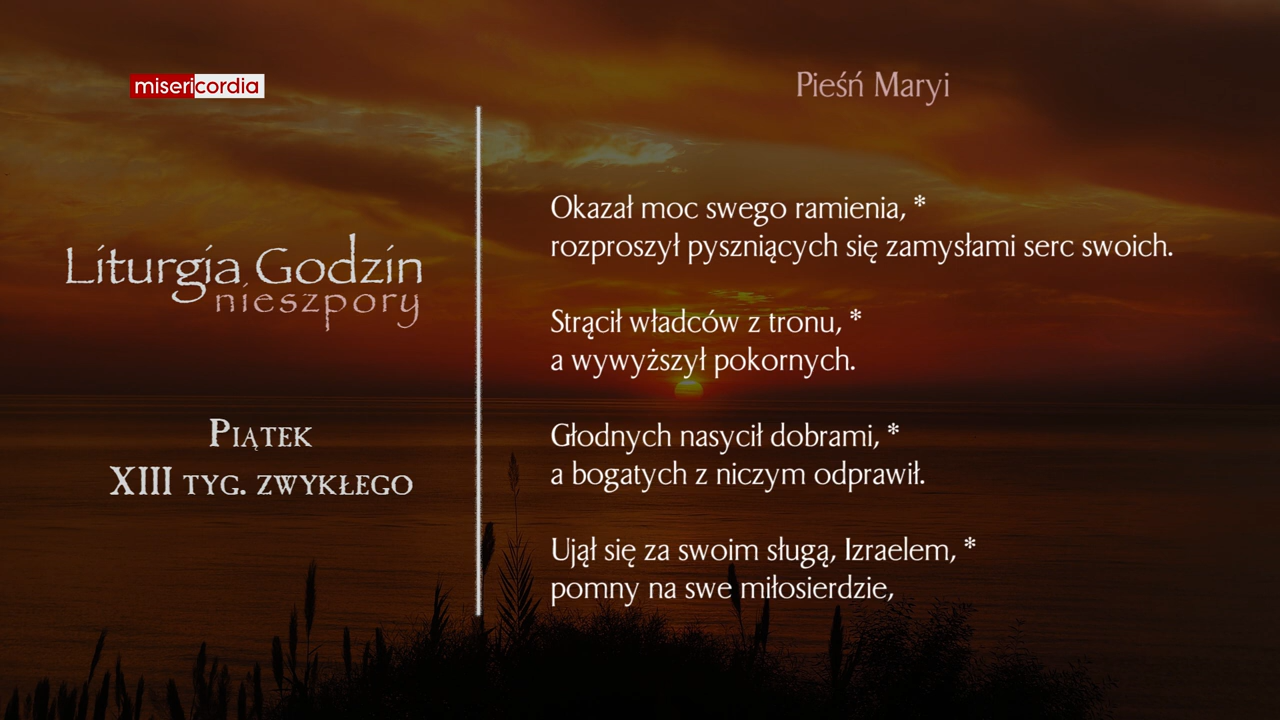 misericordia
Liturgia Godzin
nieszpory
Piątek
XIII tyg. zwykłego
Pieśń Maryi
Okazał moc swego ramienia, *
rozproszył pyszniących się zamysłami serc swoich.
Strącił władców z tronu, *
a wywyższył pokornych.
Głodnych nasycił dobrami, *
a bogatych z niczym odprawił.
Ujął się za swoim sługą, Izraelem, *
pomny na swe miłosierdzie,